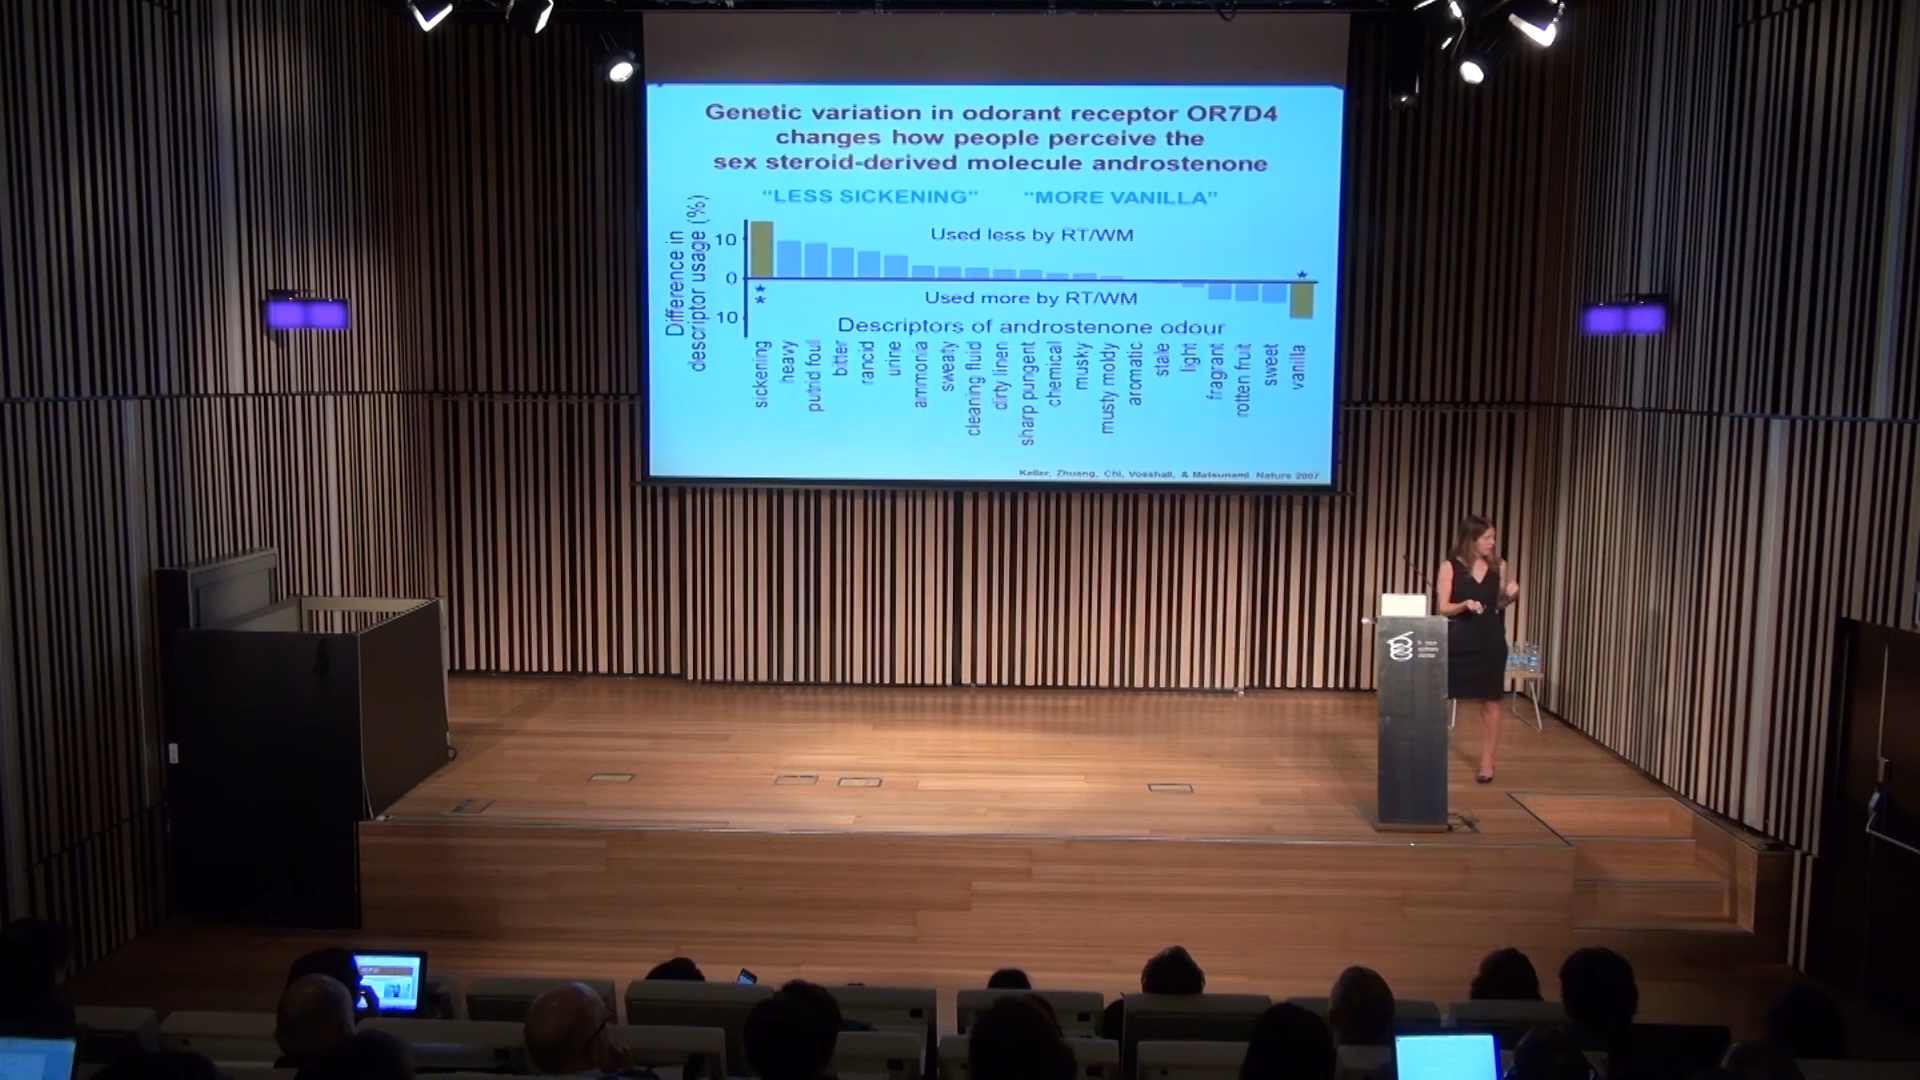 Genetic variation in odorant receptor OR7D4
changes how people perceive the
sex steroid-derived molecule androstenone
"LESS SICKENING" "MORE VANILLA"
Difference in
descriptor usage (%)
10
0
10
Used less by RT/WM
*
**
Used more by RT/WM
Descriptors of androstenone odour
sickening
heavy
putrid foul
bitter
rancid
urine
ammonia
sweaty
cleaning fluid
dirty linen
sharp pungent
chemical
musky
musty moldy
aromatic
stale
light
fragrant
rotten fruit
sweet
vanilla
Keller, Zhuang, Chi, Vosshall, & Matsunami Nature 2007